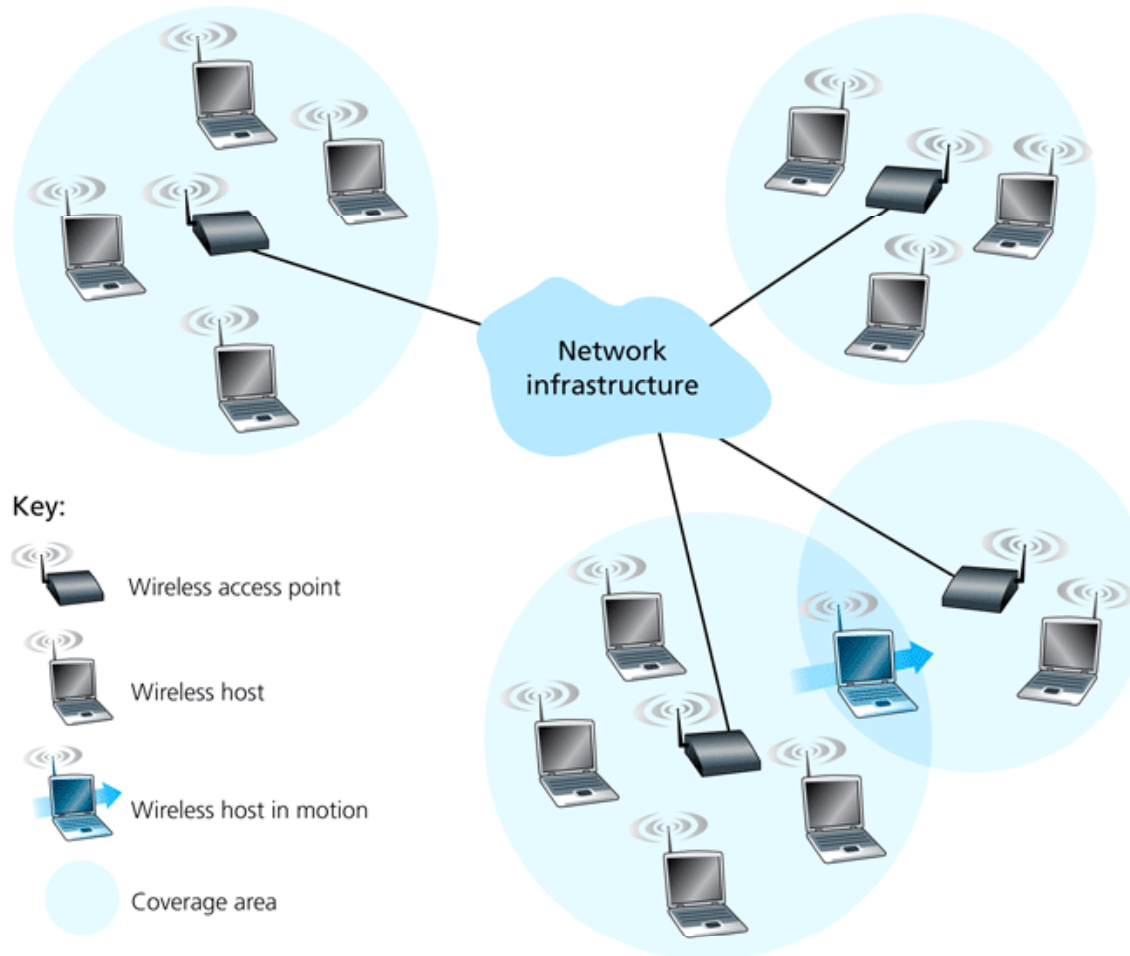 Network
infrastructure
Key:
Wireless access point
Wireless host
Wireless host in motion
Coverage area